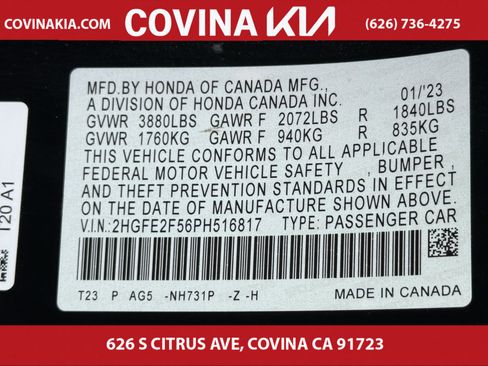 COVINAKIA.COM
COVINA KIA
(626) 736-4275
MFD.BY HONDA OF CANADA MFG.,
A DIVISION OF HONDA CANADA INC. 01/'23
GVWR 3880LBS GAWR F 2072LBS R 1840LBS
GVWR 1760KG GAWR F 940KG R 835KG
THIS VEHICLE CONFORMS TO ALL APPLICABLE
FEDERAL MOTOR VEHICLE SAFETY , BUMPER ,
AND THEFT PREVENTION STANDARDS IN EFFECT
ON THE DATE OF MANUFACTURE SHOWN ABOVE.
V.I.N: 2HGFE2F56PH516817 TYPE: PASSENGER CAR
T23 P AG5 -NH731P -Z -H
MADE IN CANADA
T20 A1
626 S CITRUS AVE, COVINA CA 91723